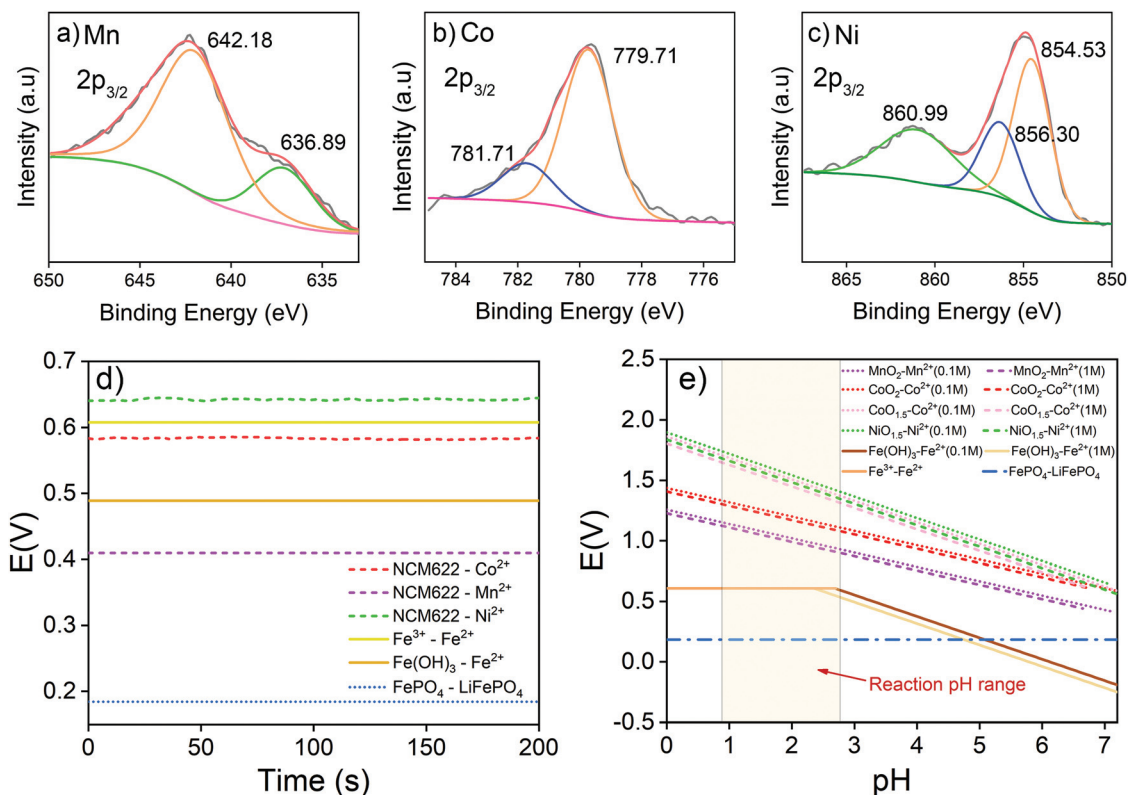 a) Mn
642.18
2p3/2
636.89
Intensity (a.u)
650 645 640 635
Binding Energy (eV)
b) Co
779.71
2p3/2
781.71
Intensity (a.u)
784 782 780 778 776
Binding Energy (eV)
c) Ni
854.53
2p3/2
860.99
856.30
Intensity (a.u)
865 860 855 850
Binding Energy (eV)
d)
0.7
0.6
0.5
0.4
0.3
0.2
E(V)
NCM622 - Co2+
NCM622 - Mn2+
NCM622 - Ni2+
Fe3+ - Fe2+
Fe(OH)3 - Fe2+
FePO4 - LiFePO4
0 50 100 150 200
Time (s)
e)
2.5
2.0
1.5
1.0
0.5
0.0
-0.5
E(V)
MnO2-Mn2+(0.1M) MnO2-Mn2+(1M)
CoO2-Co2+(0.1M) CoO2-Co2+(1M)
CoO1.5-Co2+(0.1M) CoO1.5-Co2+(1M)
NiO1.5-Ni2+(0.1M) NiO1.5-Ni2+(1M)
Fe(OH)3-Fe2+(0.1M) Fe(OH)3-Fe2+(1M)
Fe3+-Fe2+ FePO4-LiFePO4
Reaction pH range
0 1 2 3 4 5 6 7
pH